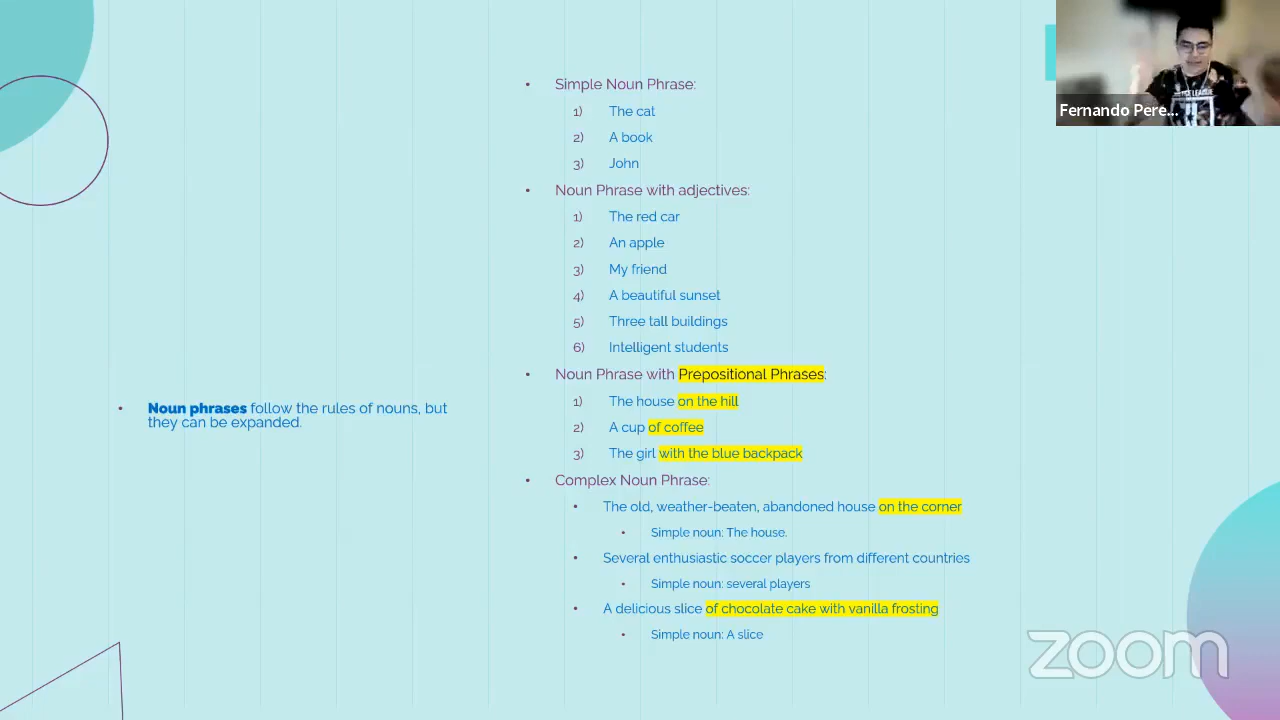 • Noun phrases follow the rules of nouns, but
they can be expanded.
• Simple Noun Phrase:
1) The cat
2) A book
3) John
• Noun Phrase with adjectives:
1) The red car
2) An apple
3) My friend
4) A beautiful sunset
5) Three tall buildings
6) Intelligent students
• Noun Phrase with Prepositional Phrases:
1) The house on the hill
2) A cup of coffee
3) The girl with the blue backpack
• Complex Noun Phrase:
• The old, weather-beaten, abandoned house on the corner
• Simple noun: The house.
• Several enthusiastic soccer players from different countries
• Simple noun: several players
• A delicious slice of chocolate cake with vanilla frosting
• Simple noun: A slice
Fernando Pere...
zoom